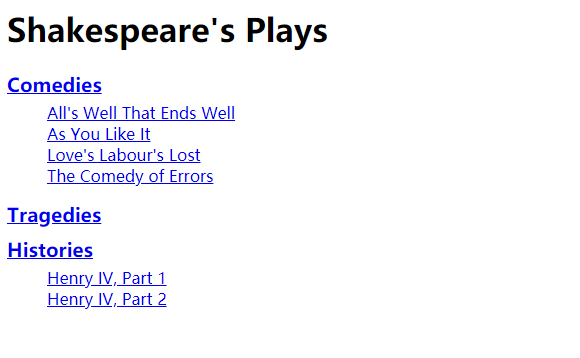 Shakespeare's Plays
Comedies
All's Well That Ends Well
As You Like It
Love's Labour's Lost
The Comedy of Errors
Tragedies
Histories
Henry IV, Part 1
Henry IV, Part 2